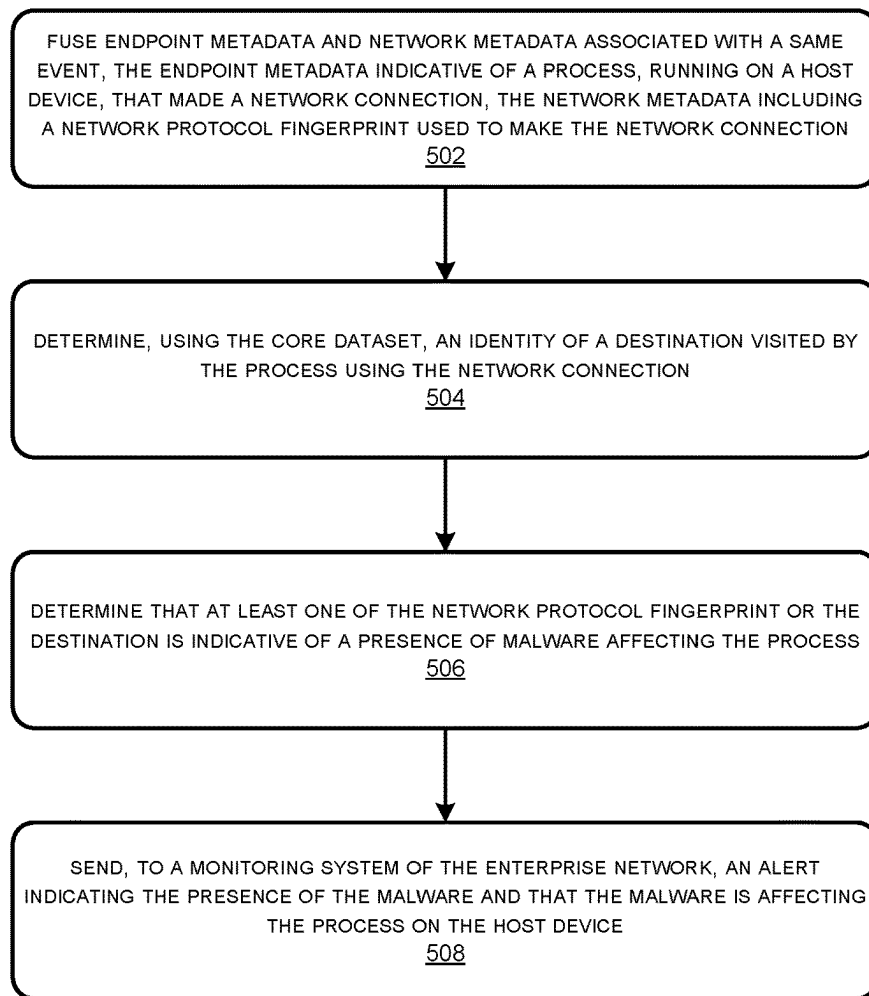 FUSE ENDPOINT METADATA AND NETWORK METADATA ASSOCIATED WITH A SAME
EVENT, THE ENDPOINT METADATA INDICATIVE OF A PROCESS, RUNNING ON A HOST
DEVICE, THAT MADE A NETWORK CONNECTION, THE NETWORK METADATA INCLUDING
A NETWORK PROTOCOL FINGERPRINT USED TO MAKE THE NETWORK CONNECTION
502
DETERMINE, USING THE CORE DATASET, AN IDENTITY OF A DESTINATION VISITED BY
THE PROCESS USING THE NETWORK CONNECTION
504
DETERMINE THAT AT LEAST ONE OF THE NETWORK PROTOCOL FINGERPRINT OR THE
DESTINATION IS INDICATIVE OF A PRESENCE OF MALWARE AFFECTING THE PROCESS
506
SEND, TO A MONITORING SYSTEM OF THE ENTERPRISE NETWORK, AN ALERT
INDICATING THE PRESENCE OF THE MALWARE AND THAT THE MALWARE IS AFFECTING
THE PROCESS ON THE HOST DEVICE
508